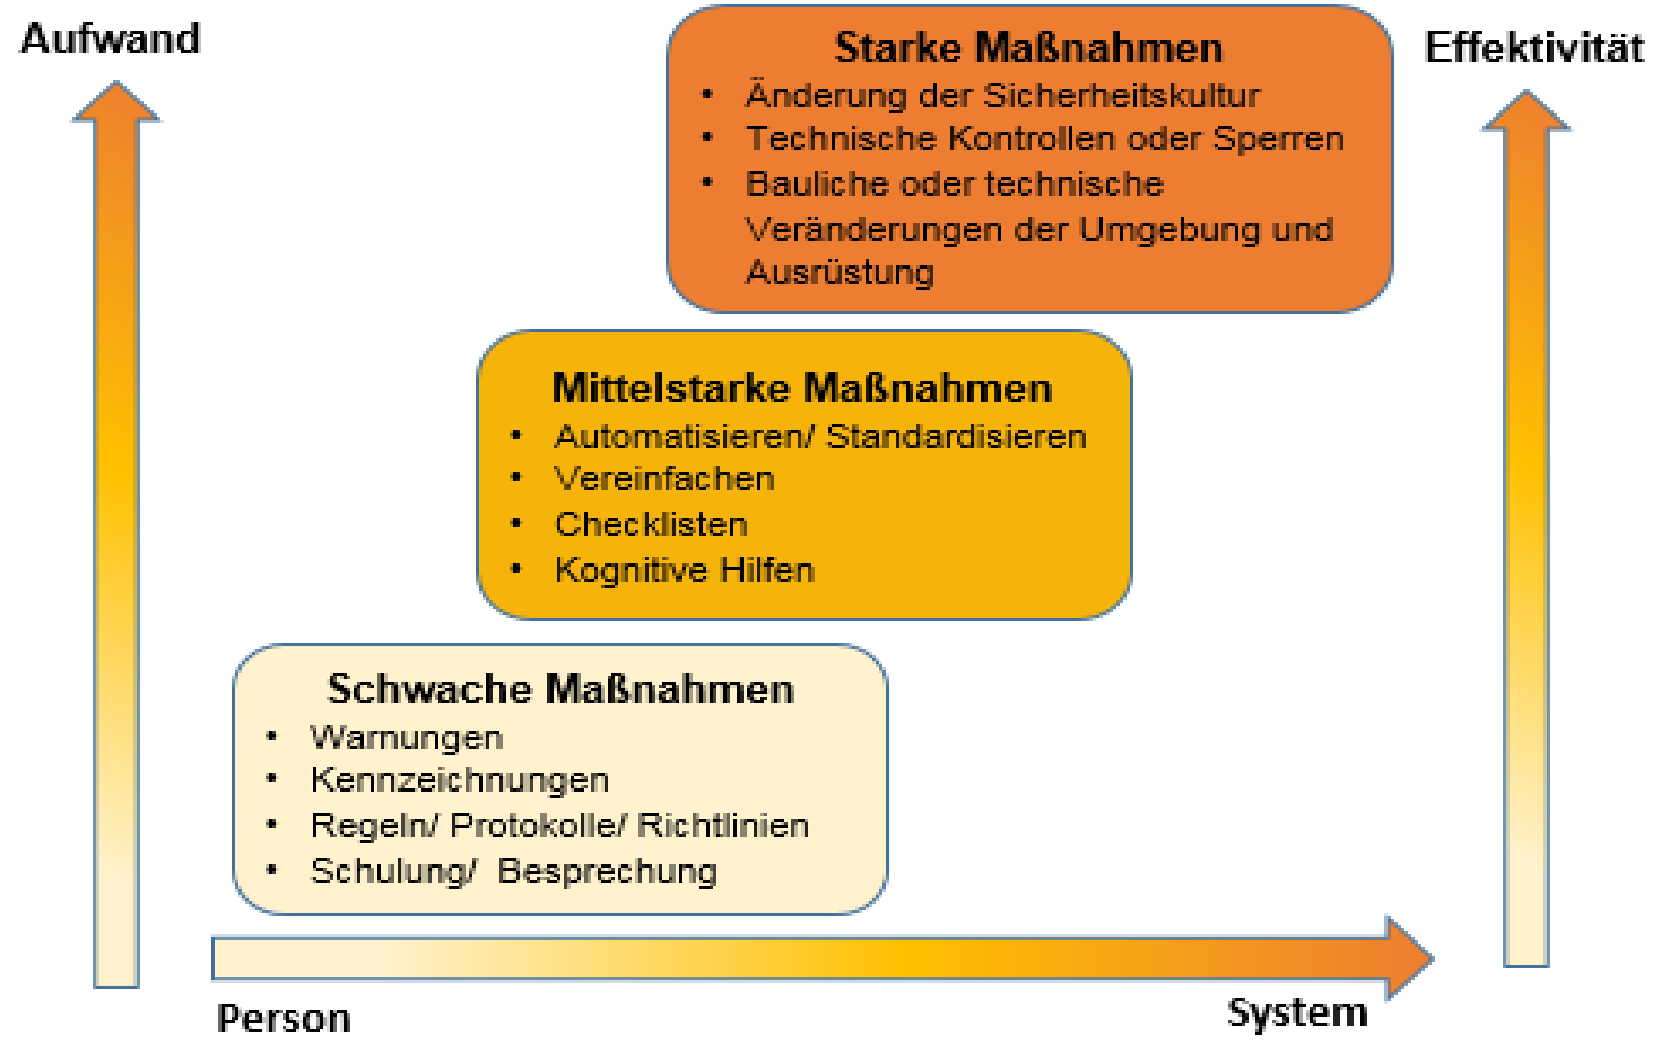 Aufwand
Effektivität
Starke Maßnahmen
• Änderung der Sicherheitskultur
• Technische Kontrollen oder Sperren
• Bauliche oder technische
Veränderungen der Umgebung und
Ausrüstung
Mittelstarke Maßnahmen
• Automatisieren/ Standardisieren
• Vereinfachen
• Checklisten
• Kognitive Hilfen
Schwache Maßnahmen
• Warnungen
• Kennzeichnungen
• Regeln/ Protokolle/ Richtlinien
• Schulung/ Besprechung
Person
System